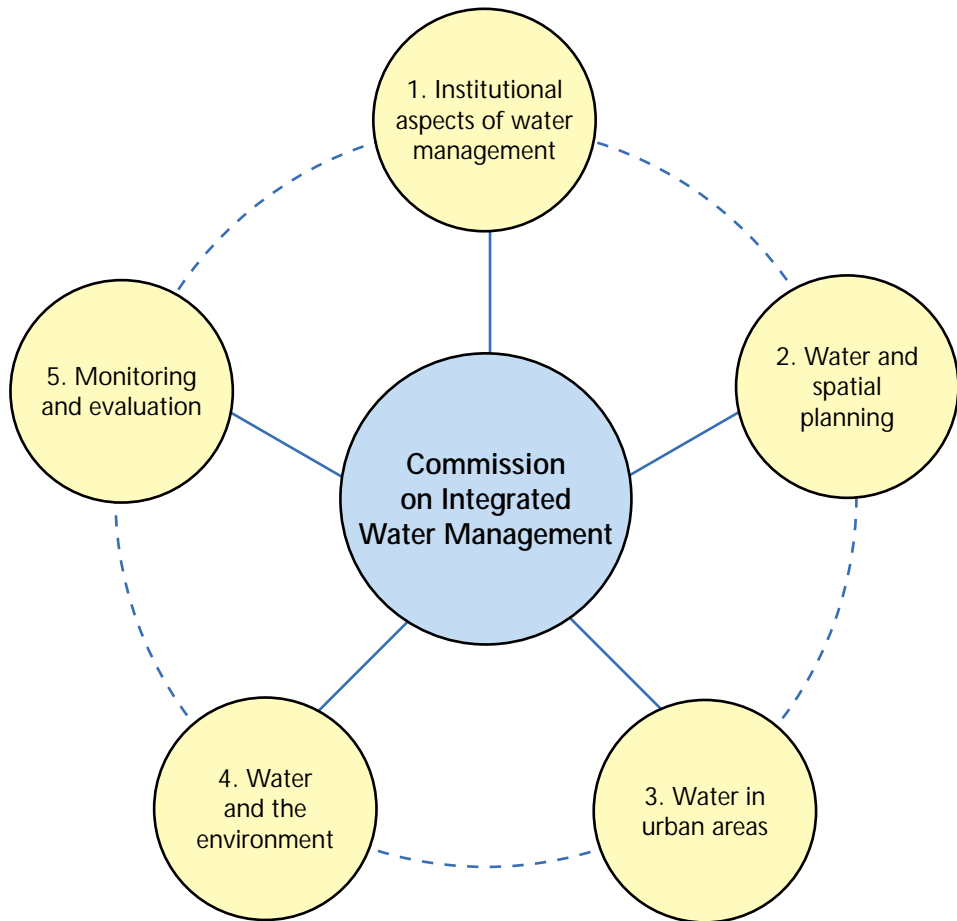 1. Institutional
aspects of water
management
2. Water and
spatial
planning
5. Monitoring
and evaluation
Commission
on Integrated
Water Management
4. Water
and the
environment
3. Water in
urban areas